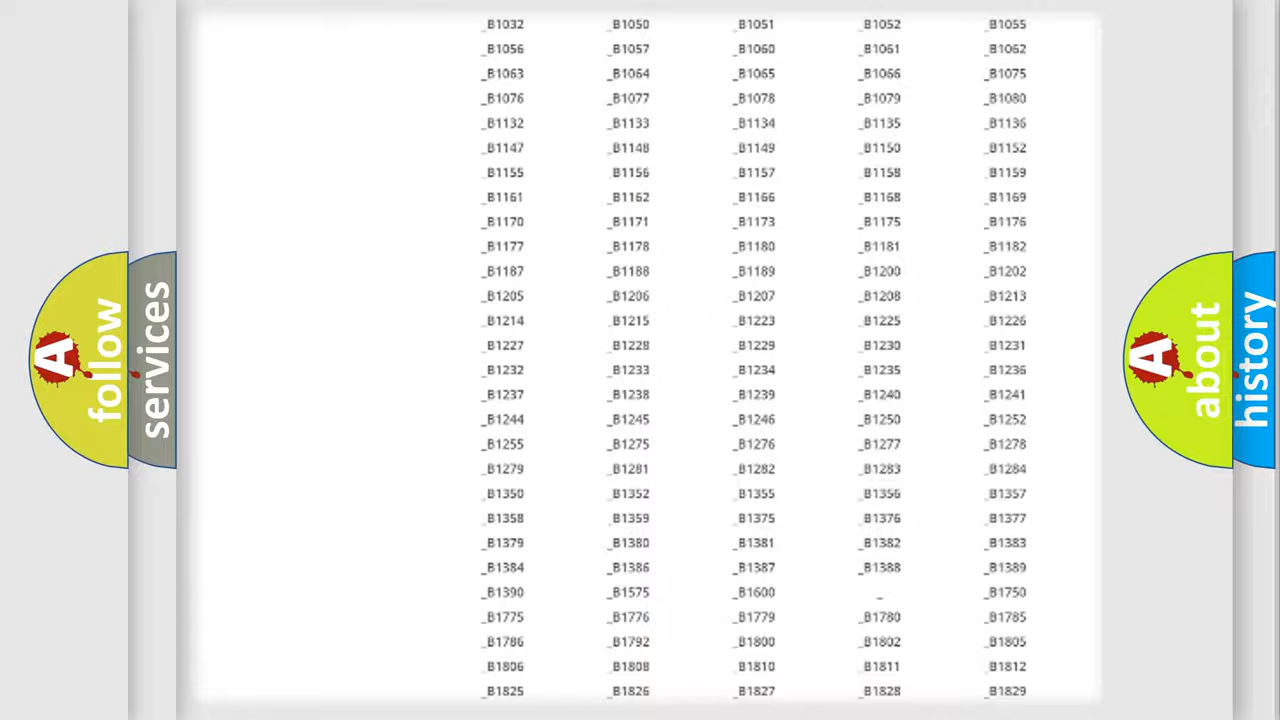 _B1032 _B1050 _B1051 _B1052 _B1055
_B1056 _B1057 _B1060 _B1061 _B1062
_B1063 _B1064 _B1065 _B1066 _B1075
_B1076 _B1077 _B1078 _B1079 _B1080
_B1132 _B1133 _B1134 _B1135 _B1136
_B1147 _B1148 _B1149 _B1150 _B1152
_B1155 _B1156 _B1157 _B1158 _B1159
_B1161 _B1162 _B1166 _B1168 _B1169
_B1170 _B1171 _B1173 _B1175 _B1176
_B1177 _B1178 _B1180 _B1181 _B1182
_B1187 _B1188 _B1189 _B1200 _B1202
_B1205 _B1206 _B1207 _B1208 _B1213
_B1214 _B1215 _B1223 _B1225 _B1226
_B1227 _B1228 _B1229 _B1230 _B1231
_B1232 _B1233 _B1234 _B1235 _B1236
_B1237 _B1238 _B1239 _B1240 _B1241
_B1244 _B1245 _B1246 _B1250 _B1252
_B1255 _B1275 _B1276 _B1277 _B1278
_B1279 _B1281 _B1282 _B1283 _B1284
_B1350 _B1352 _B1355 _B1356 _B1357
_B1358 _B1359 _B1375 _B1376 _B1377
_B1379 _B1380 _B1381 _B1382 _B1383
_B1384 _B1386 _B1387 _B1388 _B1389
_B1390 _B1575 _B1600 _ _B1750
_B1775 _B1776 _B1779 _B1780 _B1785
_B1786 _B1792 _B1800 _B1802 _B1805
_B1806 _B1808 _B1810 _B1811 _B1812
_B1825 _B1826 _B1827 _B1828 _B1829
A follow
services
A about
history